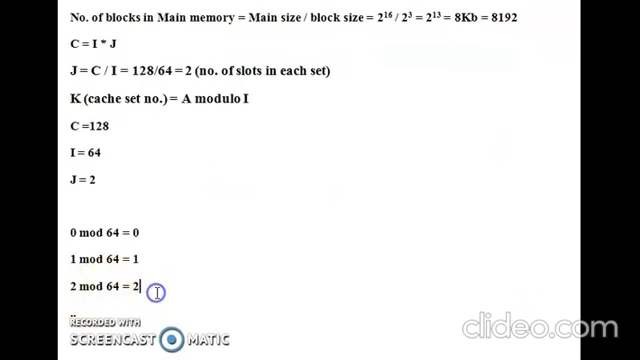 No. of blocks in Main memory = Main size / block size = 2¹⁶ / 2³ = 2¹³ = 8Kb = 8192
C = I * J
J = C / I = 128/64 = 2 (no. of slots in each set)
K (cache set no.) = A modulo I
C =128
I = 64
J = 2
0 mod 64 = 0
1 mod 64 = 1
2 mod 64 = 2
..
RECORDED WITH
SCREENCAST MATIC
clideo.com